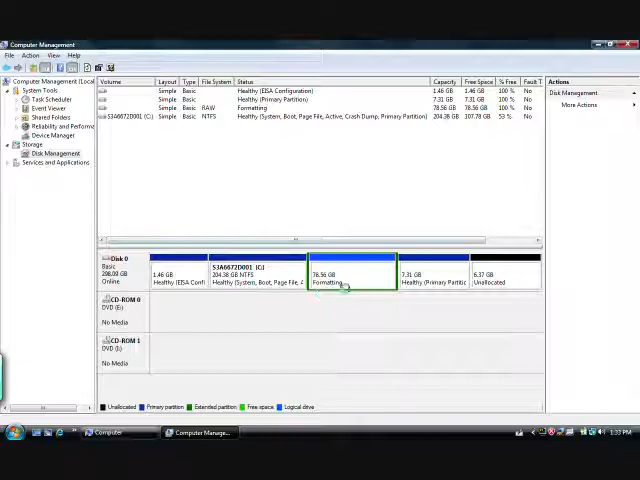 Computer Management
File Action View Help
Computer Management (Local
System Tools
Task Scheduler
Event Viewer
Shared Folders
Reliability and Performa
Device Manager
Storage
Disk Management
Services and Applications
Volume Layout Type File System Status Capacity Free Space % Free Fault T
Simple Basic Healthy (EISA Configuration) 1.46 GB 1.46 GB 100 % No
Simple Basic Healthy (Primary Partition) 7.31 GB 7.31 GB 100 % No
Simple Basic RAW Formatting 78.56 GB 78.56 GB 100 % No
S3A6672D001 (C:) Simple Basic NTFS Healthy (System, Boot, Page File, Active, Crash Dump, Primary Partition) 204.38 GB 107.78 GB 53 % No
Actions
Disk Management
More Actions
Disk 0
Basic
298.09 GB
Online
1.46 GB
Healthy (EISA Confi
S3A6672D001 (C:)
204.38 GB NTFS
Healthy (System, Boot, Page File, A
78.56 GB
Formatting
7.31 GB
Healthy (Primary Partitic
6.37 GB
Unallocated
CD-ROM 0
DVD (E:)
No Media
CD-ROM 1
No Media
Unallocated Primary partition Extended partition Free space Logical drive
Computer
Computer Manage...
1:33 PM